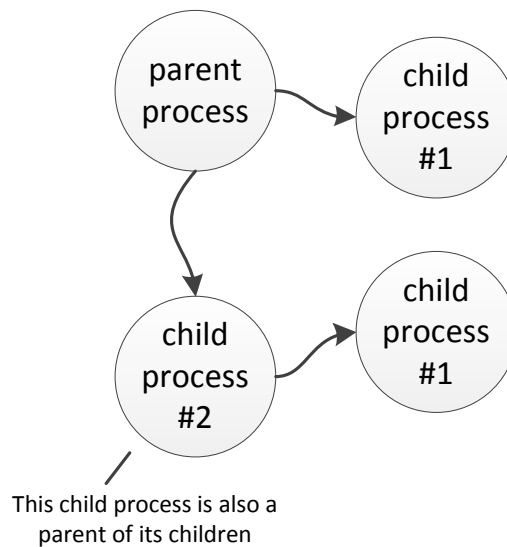 parent
process
child
process
#1
child
process
#2
child
process
#1
This child process is also a
parent of its children